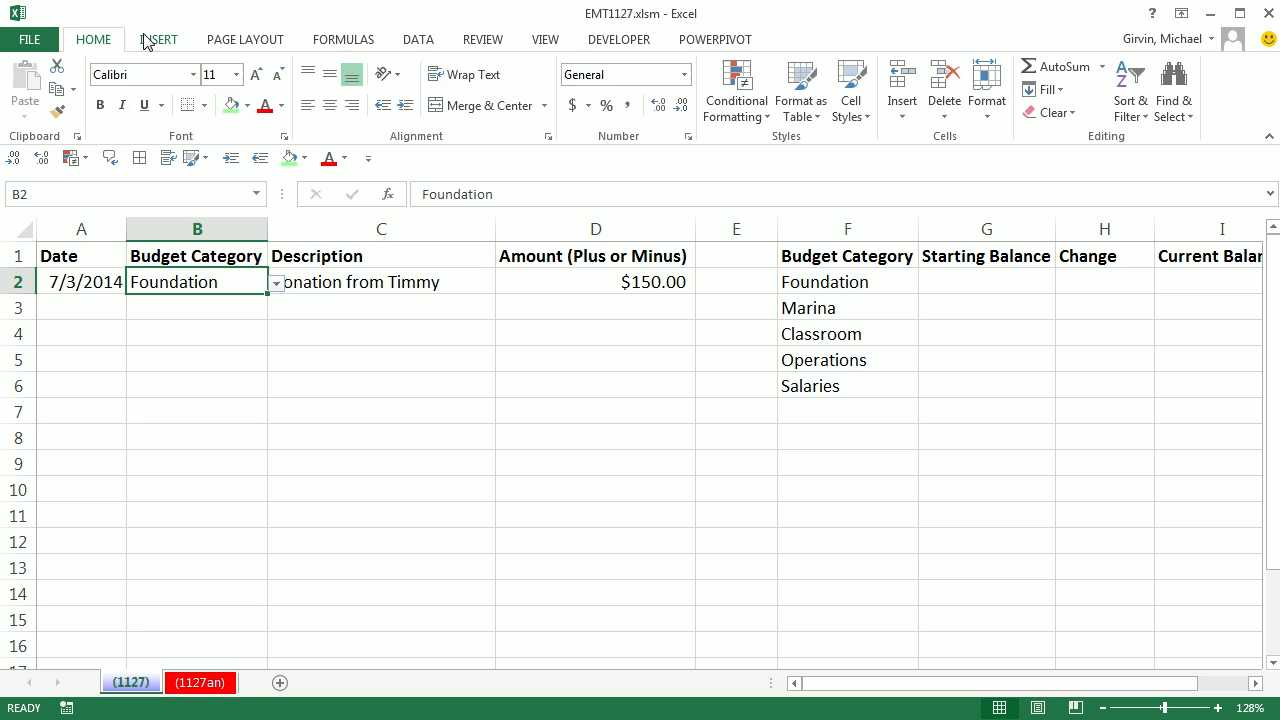 EMT1127.xlsm - Excel
?
FILE HOME INSERT PAGE LAYOUT FORMULAS DATA REVIEW VIEW DEVELOPER POWERPIVOT Girvin, Michael
Paste
Clipboard
Calibri 11
B I U
Font
Wrap Text
Merge & Center
Alignment
General
$ % ,
Number
Conditional Formatting
Format as Table
Cell Styles
Styles
Insert Delete Format
Cells
AutoSum
Fill
Clear
Sort & Filter
Find & Select
Editing
B2 fx Foundation
A B C D E F G H I
1 Date Budget Category Description Amount (Plus or Minus) Budget Category Starting Balance Change Current Balar
2 7/3/2014 Foundation onation from Timmy $150.00 Foundation
3 Marina
4 Classroom
5 Operations
6 Salaries
7
8
9
10
11
12
13
14
15
16
17
(1127) (1127an)
READY 128%